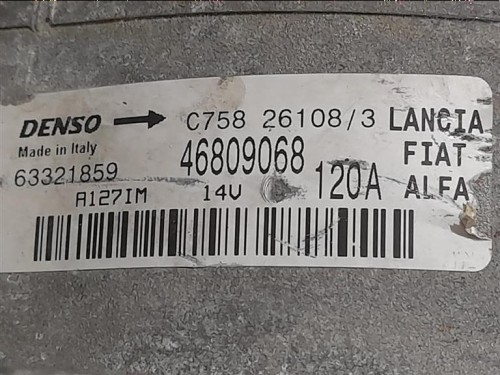 DENSO C758 26108/3 LANCIA
Made in Italy 46809068 FIAT
63321859 120A ALFA
A127IM 14V